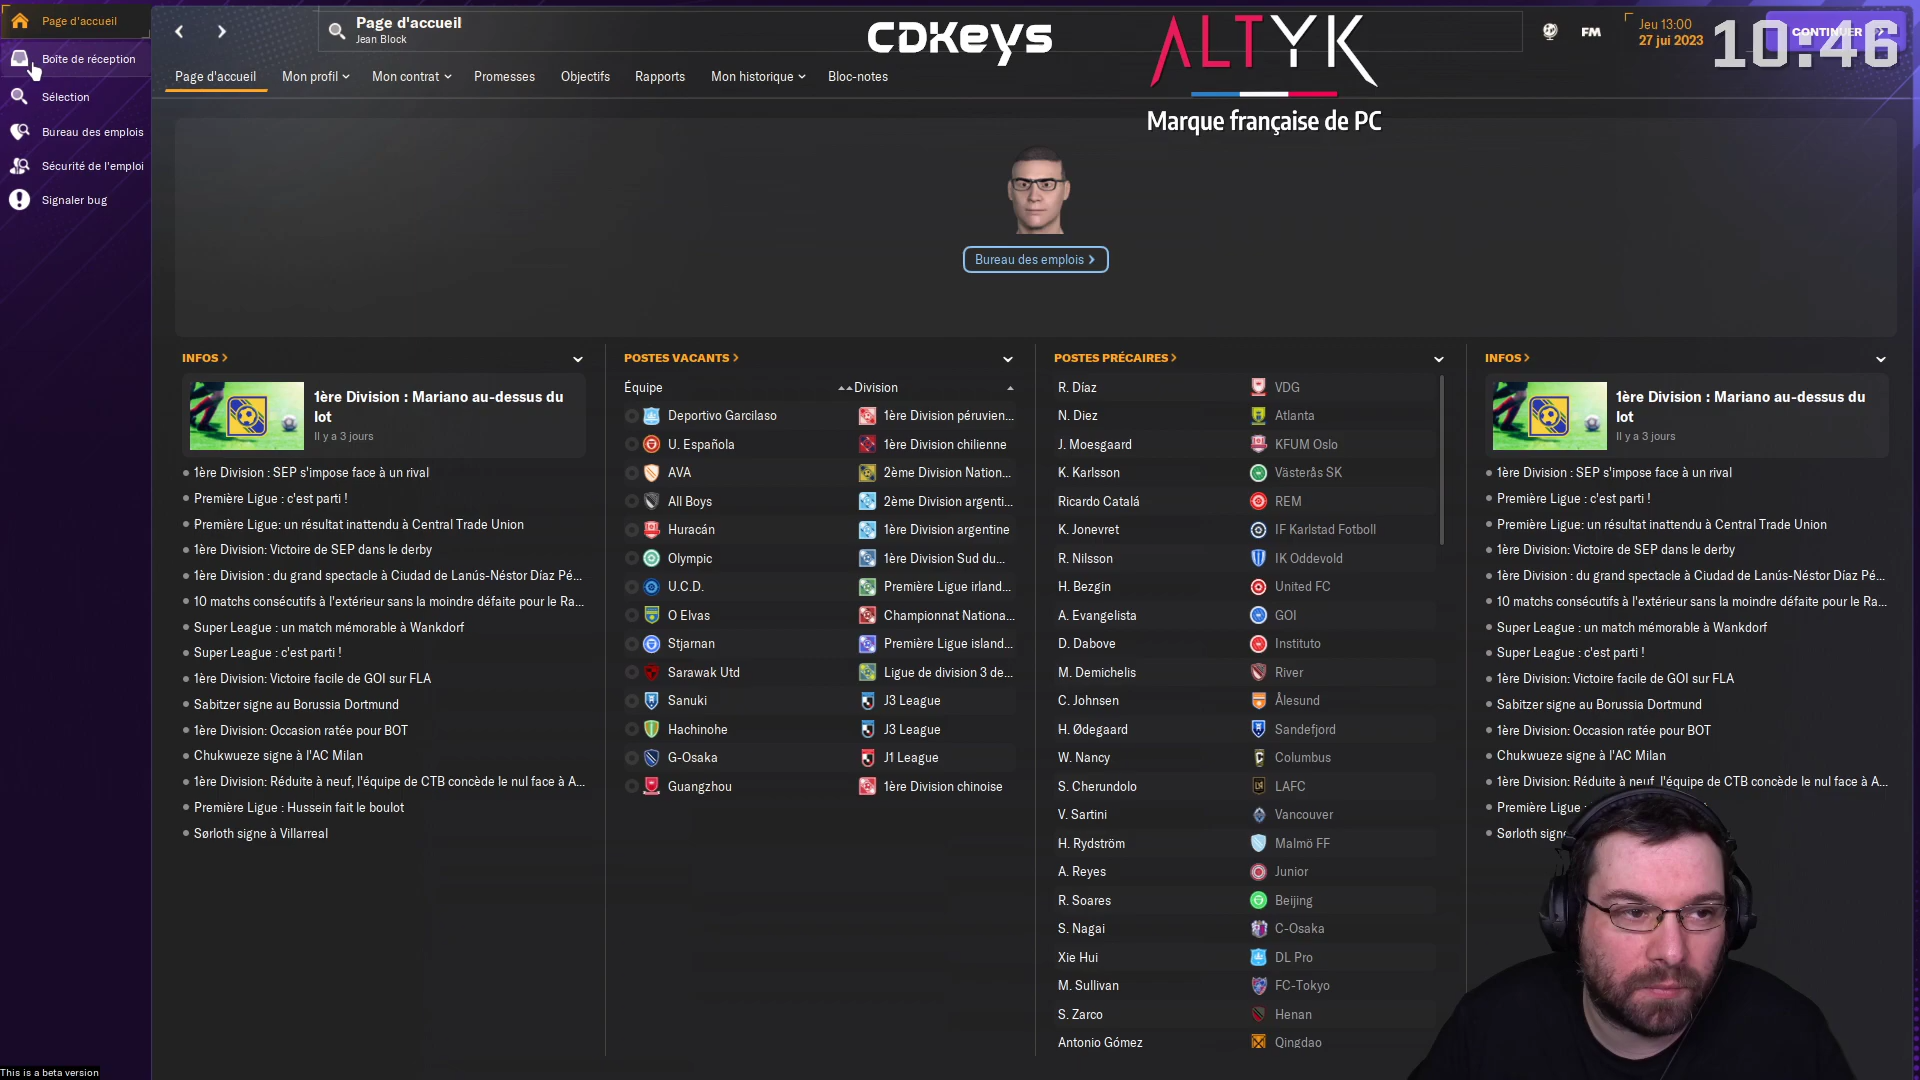 Page d'accueil
Boîte de réception
Sélection
Bureau des emplois
Sécurité de l'emploi
Signaler bug
This is a beta version
Page d'accueil
Jean Block
CDKeys
ALTYK
Marque française de PC
FM
Jeu 13:00
27 jui 2023
CONTINUER
10:46
Page d'accueil
Mon profil
Mon contrat
Promesses
Objectifs
Rapports
Mon historique
Bloc-notes
Bureau des emplois >
INFOS >
1ère Division : Mariano au-dessus du
lot
Il y a 3 jours
1ère Division : SEP s'impose face à un rival
Première Ligue : c'est parti !
Première Ligue: un résultat inattendu à Central Trade Union
1ère Division: Victoire de SEP dans le derby
1ère Division : du grand spectacle à Ciudad de Lanús-Néstor Díaz Pé...
10 matchs consécutifs à l'extérieur sans la moindre défaite pour le Ra...
Super League : un match mémorable à Wankdorf
Super League : c'est parti !
1ère Division: Victoire facile de GOI sur FLA
Sabitzer signe au Borussia Dortmund
1ère Division: Occasion ratée pour BOT
Chukwueze signe à l'AC Milan
1ère Division: Réduite à neuf, l'équipe de CTB concède le nul face à A...
Première Ligue : Hussein fait le boulot
Sørloth signe à Villarreal
POSTES VACANTS >
Équipe Division
Deportivo Garcilaso 1ère Division péruvien...
U. Española 1ère Division chilienne
AVA 2ème Division Nation...
All Boys 2ème Division argenti...
Huracán 1ère Division argentine
Olympic 1ère Division Sud du...
U.C.D. Première Ligue irland...
O Elvas Championnat Nationa...
Stjarnan Première Ligue island...
Sarawak Utd Ligue de division 3 de...
Sanuki J3 League
Hachinohe J3 League
G-Osaka J1 League
Guangzhou 1ère Division chinoise
POSTES PRÉCAIRES >
R. Díaz VDG
N. Diez Atlanta
J. Moesgaard KFUM Oslo
K. Karlsson Västerås SK
Ricardo Catalá REM
K. Jonevret IF Karlstad Fotboll
R. Nilsson IK Oddevold
H. Bezgin United FC
A. Evangelista GOI
D. Dabove Instituto
M. Demichelis River
C. Johnsen Ålesund
H. Ødegaard Sandefjord
W. Nancy Columbus
S. Cherundolo LAFC
V. Sartini Vancouver
H. Rydström Malmö FF
A. Reyes Junior
R. Soares Beijing
S. Nagai C-Osaka
Xie Hui DL Pro
M. Sullivan FC-Tokyo
S. Zarco Henan
Antonio Gómez Qingdao
INFOS >
1ère Division : Mariano au-dessus du
lot
Il y a 3 jours
1ère Division : SEP s'impose face à un rival
Première Ligue : c'est parti !
Première Ligue: un résultat inattendu à Central Trade Union
1ère Division: Victoire de SEP dans le derby
1ère Division : du grand spectacle à Ciudad de Lanús-Néstor Díaz Pé...
10 matchs consécutifs à l'extérieur sans la moindre défaite pour le Ra...
Super League : un match mémorable à Wankdorf
Super League : c'est parti !
1ère Division: Victoire facile de GOI sur FLA
Sabitzer signe au Borussia Dortmund
1ère Division: Occasion ratée pour BOT
Chukwueze signe à l'AC Milan
1ère Division: Réduite à neuf, l'équipe de CTB concède le nul face à A...
Première Ligue :
Sørloth signe